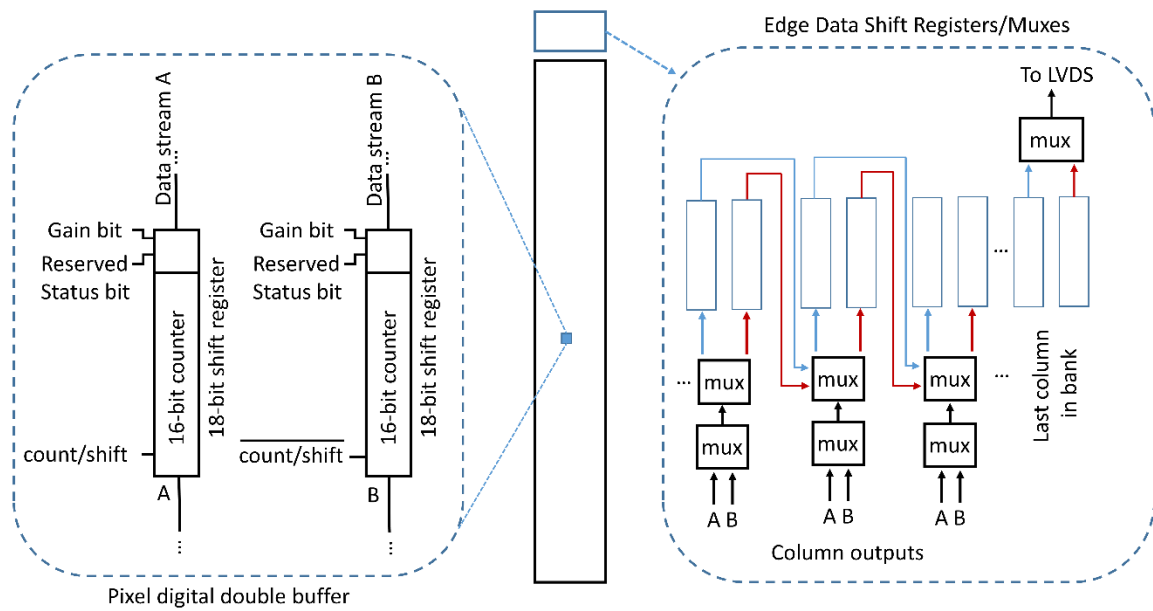 Data stream A
...
Gain bit
Reserved
Status bit
16-bit counter
18-bit shift register
count/shift
A
...
Data stream B
...
Gain bit
Reserved
Status bit
16-bit counter
18-bit shift register
count/shift
B
...
Pixel digital double buffer
Edge Data Shift Registers/Muxes
To LVDS
mux
...
... mux
mux
mux
...
mux
mux
mux
A B
A B
A B
Last column
in bank
Column outputs